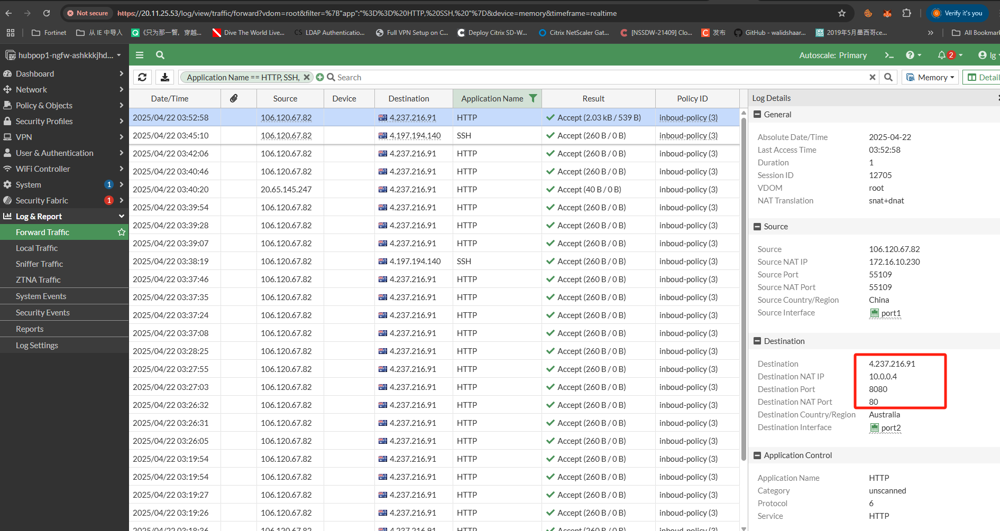 Not secure https://20.11.25.53/log/view/traffic/forward?vdom=root&filter=%7B"app":"%3D%3D%20HTTP,%20SSH,%20"%7D&device=memory&timeframe=realtime Verify it's you
Fortinet 从 IE 中导入 《只为那一瞥，穿越... Dive The World Live... CS LDAP Authenticatio... Full VPN Setup on C... Deploy Citrix SD-W... Citrix NetScaler Gat... [NSSDW-21409] Clo... 发布 GitHub - walidshaar... 2019年5月墨西哥ce... » All Bookmar
hubpop1-ngfw-ashkkkjhd... Autoscale: Primary 2 lg
Dashboard
Network
Policy & Objects
Security Profiles
VPN
User & Authentication
WiFi Controller
System 1
Security Fabric 1
Log & Report
Forward Traffic
Local Traffic
Sniffer Traffic
ZTNA Traffic
System Events
Security Events
Reports
Log Settings
Application Name == HTTP, SSH, Search Memory Detail
Date/Time Source Device Destination Application Name Result Policy ID
2025/04/22 03:52:58 106.120.67.82 4.237.216.91 HTTP Accept (2.03 kB / 539 B) inboud-policy (3)
2025/04/22 03:45:10 106.120.67.82 4.197.194.140 SSH Accept (260 B / 0 B) inboud-policy (3)
2025/04/22 03:42:06 106.120.67.82 4.237.216.91 HTTP Accept (260 B / 0 B) inboud-policy (3)
2025/04/22 03:40:46 106.120.67.82 4.237.216.91 HTTP Accept (260 B / 0 B) inboud-policy (3)
2025/04/22 03:40:20 20.65.145.247 4.237.216.91 HTTP Accept (40 B / 0 B) inboud-policy (3)
2025/04/22 03:39:54 106.120.67.82 4.237.216.91 HTTP Accept (260 B / 0 B) inboud-policy (3)
2025/04/22 03:39:28 106.120.67.82 4.237.216.91 HTTP Accept (260 B / 0 B) inboud-policy (3)
2025/04/22 03:39:07 106.120.67.82 4.237.216.91 HTTP Accept (260 B / 0 B) inboud-policy (3)
2025/04/22 03:38:19 106.120.67.82 4.197.194.140 SSH Accept (260 B / 0 B) inboud-policy (3)
2025/04/22 03:37:46 106.120.67.82 4.237.216.91 HTTP Accept (260 B / 0 B) inboud-policy (3)
2025/04/22 03:37:35 106.120.67.82 4.237.216.91 HTTP Accept (260 B / 0 B) inboud-policy (3)
2025/04/22 03:37:24 106.120.67.82 4.237.216.91 HTTP Accept (260 B / 0 B) inboud-policy (3)
2025/04/22 03:37:08 106.120.67.82 4.237.216.91 HTTP Accept (260 B / 0 B) inboud-policy (3)
2025/04/22 03:28:25 106.120.67.82 4.237.216.91 HTTP Accept (260 B / 0 B) inboud-policy (3)
2025/04/22 03:27:55 106.120.67.82 4.237.216.91 HTTP Accept (260 B / 0 B) inboud-policy (3)
2025/04/22 03:27:03 106.120.67.82 4.237.216.91 HTTP Accept (260 B / 0 B) inboud-policy (3)
2025/04/22 03:26:32 106.120.67.82 4.237.216.91 HTTP Accept (260 B / 0 B) inboud-policy (3)
2025/04/22 03:26:31 106.120.67.82 4.237.216.91 HTTP Accept (260 B / 0 B) inboud-policy (3)
2025/04/22 03:26:05 106.120.67.82 4.237.216.91 HTTP Accept (260 B / 0 B) inboud-policy (3)
2025/04/22 03:19:54 106.120.67.82 4.237.216.91 HTTP Accept (260 B / 0 B) inboud-policy (3)
2025/04/22 03:19:54 106.120.67.82 4.237.216.91 HTTP Accept (260 B / 0 B) inboud-policy (3)
2025/04/22 03:19:27 106.120.67.82 4.237.216.91 HTTP Accept (260 B / 0 B) inboud-policy (3)
2025/04/22 03:19:26 106.120.67.82 4.237.216.91 HTTP Accept (260 B / 0 B) inboud-policy (3)
2025/04/22 03:18:36 106.120.67.82 4.237.216.91 HTTP Accept (260 B / 0 B) inboud-policy (3)
Log Details
General
Absolute Date/Time 2025-04-22
Last Access Time 03:52:58
Duration 1
Session ID 12705
VDOM root
NAT Translation snat+dnat
Source
Source 106.120.67.82
Source NAT IP 172.16.10.230
Source Port 55109
Source NAT Port 55109
Source Country/Region China
Source Interface port1
Destination
Destination 4.237.216.91
Destination NAT IP 10.0.0.4
Destination Port 8080
Destination NAT Port 80
Destination Country/Region Australia
Destination Interface port2
Application Control
Application Name HTTP
Category unscanned
Protocol 6
Service HTTP